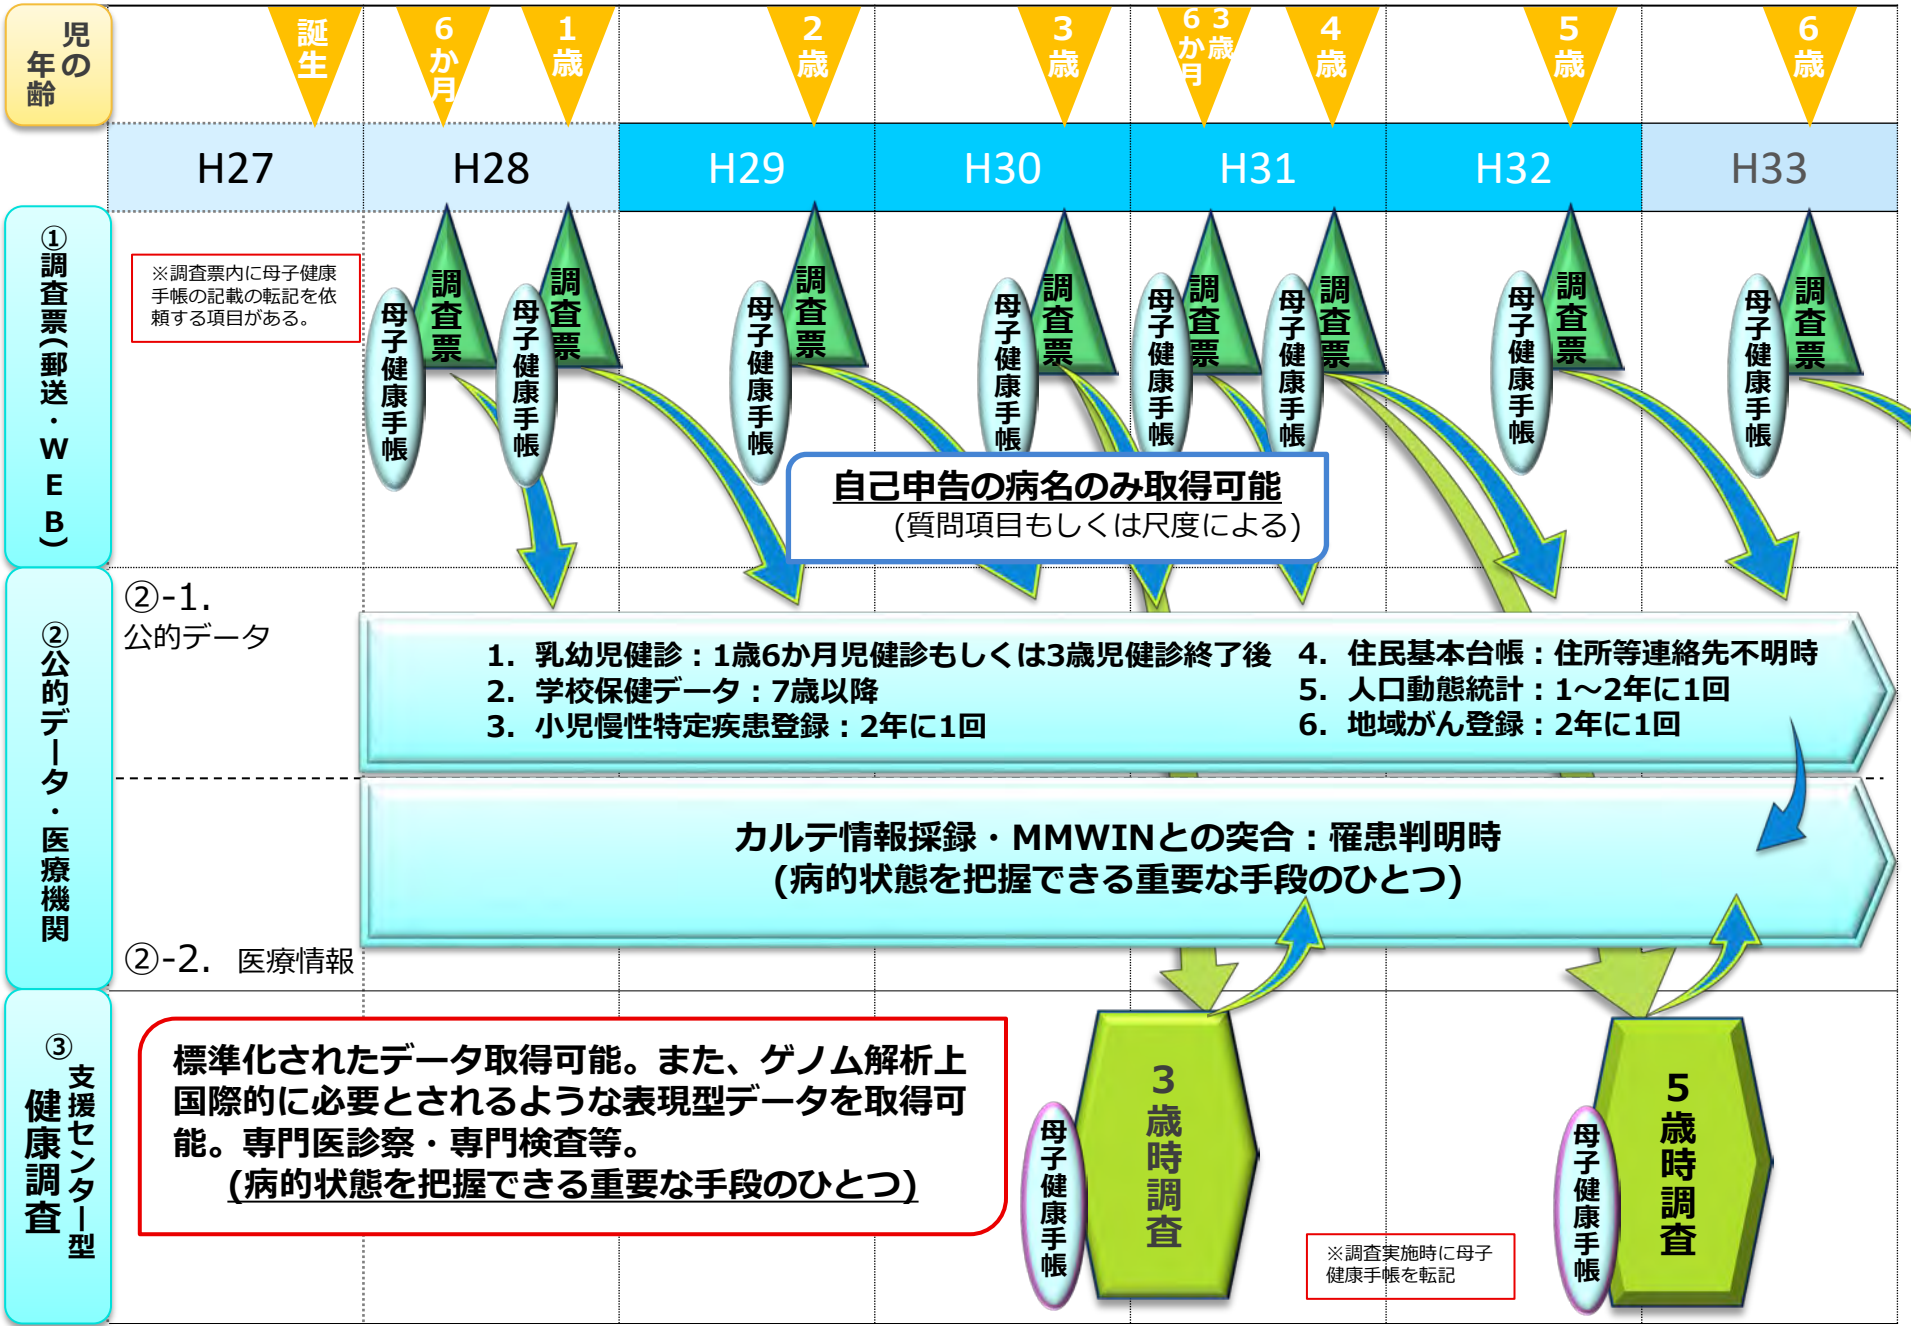 児の
年齢
誕生
6か月
1歳
2歳
3歳
3歳
6か月
4歳
5歳
6歳
H27
H28
H29
H30
H31
H32
H33
①調査票(郵送・WEB)
※調査票内に母子健康
手帳の記載の転記を依
頼する項目がある。
母子健康手帳
調査票
母子健康手帳
調査票
母子健康手帳
調査票
母子健康手帳
調査票
母子健康手帳
調査票
母子健康手帳
調査票
母子健康手帳
調査票
母子健康手帳
調査票
自己申告の病名のみ取得可能
(質問項目もしくは尺度による)
②公的データ・医療機関
②-1.
公的データ
1. 乳幼児健診：1歳6か月児健診もしくは3歳児健診終了後
2. 学校保健データ：7歳以降
3. 小児慢性特定疾患登録：2年に1回
4. 住民基本台帳：住所等連絡先不明時
5. 人口動態統計：1～2年に1回
6. 地域がん登録：2年に1回
カルテ情報採録・MMWINとの突合：罹患判明時
(病的状態を把握できる重要な手段のひとつ)
②-2. 医療情報
③支援センター型
健康調査
標準化されたデータ取得可能。また、ゲノム解析上
国際的に必要とされるような表現型データを取得可
能。専門医診察・専門検査等。
(病的状態を把握できる重要な手段のひとつ)
母子健康手帳
3歳時調査
※調査実施時に母子
健康手帳を転記
母子健康手帳
5歳時調査